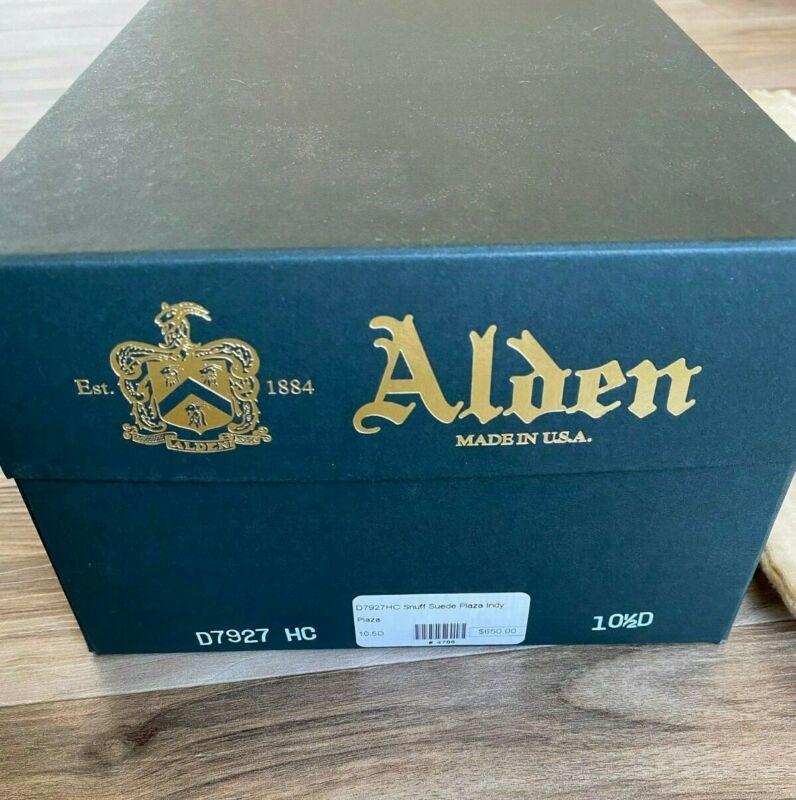 Est. 1884
ALDEN
Alden
MADE IN U.S.A.
D7927HC Snuff Suede Plaza Indy
Plaza
10.5D $650.00
# 4786
D7927 HC
10½D